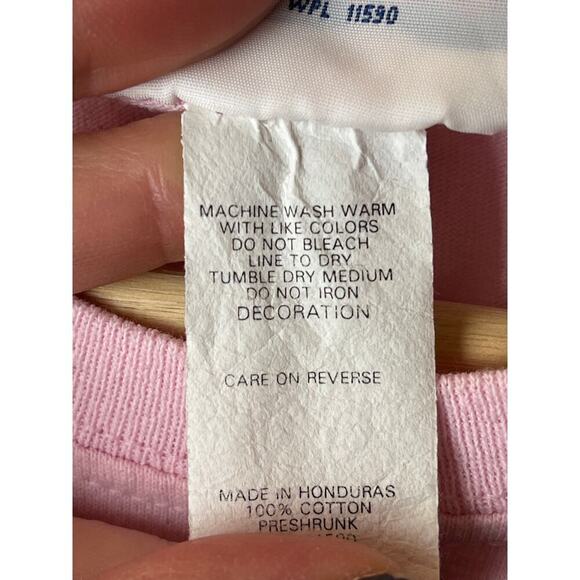 WPL 11590
MACHINE WASH WARM
WITH LIKE COLORS
DO NOT BLEACH
LINE TO DRY
TUMBLE DRY MEDIUM
DO NOT IRON
DECORATION
CARE ON REVERSE
MADE IN HONDURAS
100% COTTON
PRESHRUNK